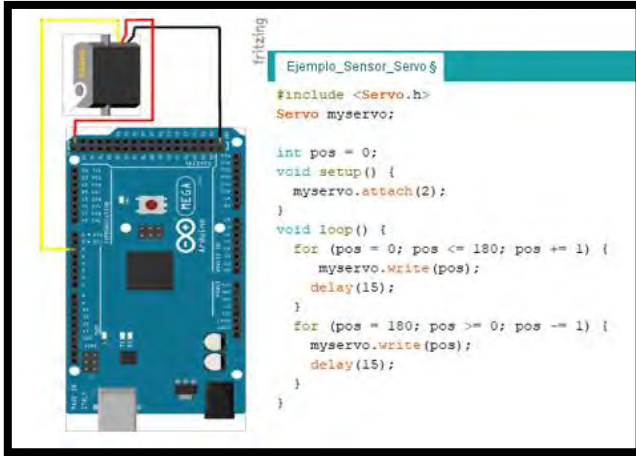 fritzing
Ejemplo_Sensor_Servo §
#include <Servo.h>
Servo myservo;
int pos = 0;
void setup() {
myservo.attach(2);
}
void loop() {
for (pos = 0; pos <= 180; pos += 1) {
myservo.write(pos);
delay(15);
}
for (pos = 180; pos >= 0; pos -= 1) {
myservo.write(pos);
delay(15);
}
}
MEGA
Arduino